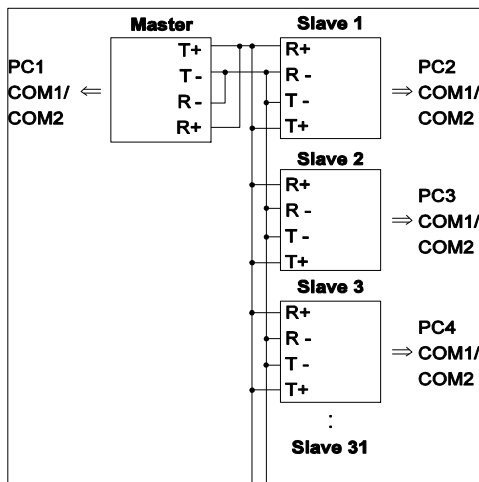 Master
T+
T -
R -
R+
PC1
COM1/
COM2
Slave 1
R+
R -
T -
T+
PC2
COM1/
COM2
Slave 2
R+
R -
T -
T+
PC3
COM1/
COM2
Slave 3
R+
R -
T -
T+
PC4
COM1/
COM2
Slave 31